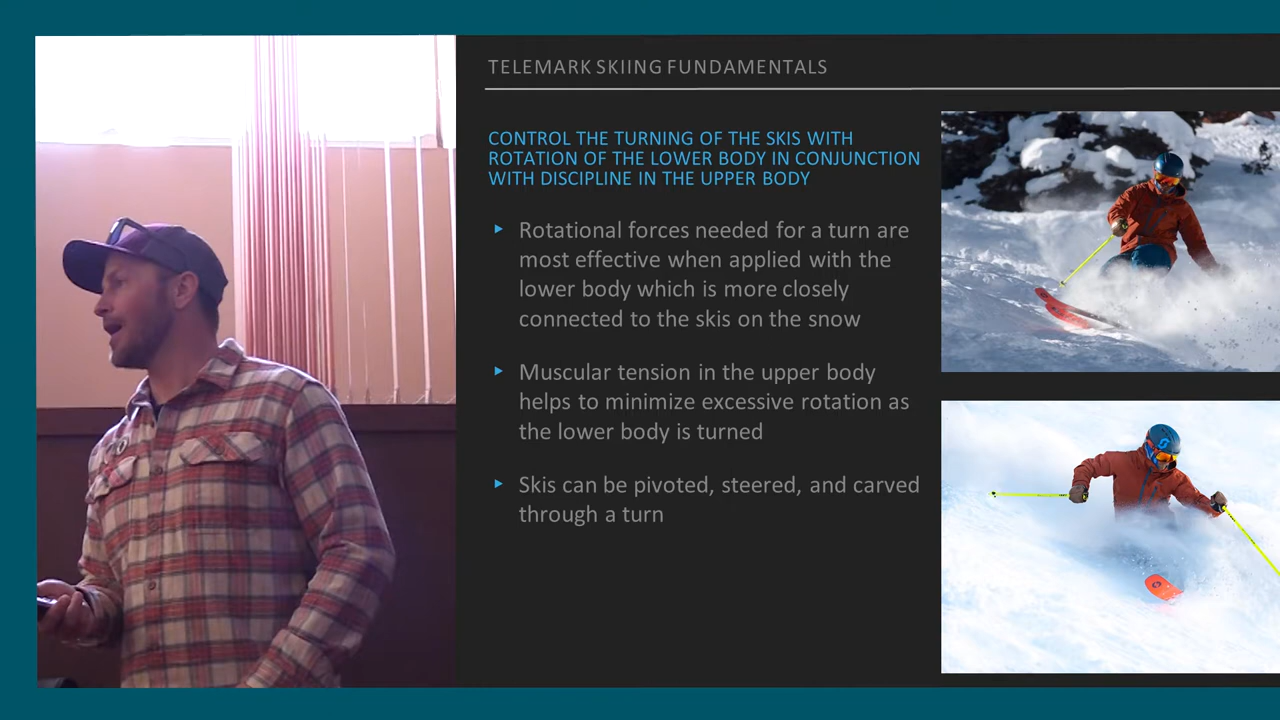 TELEMARK SKIING FUNDAMENTALS
CONTROL THE TURNING OF THE SKIS WITH
ROTATION OF THE LOWER BODY IN CONJUNCTION
WITH DISCIPLINE IN THE UPPER BODY
Rotational forces needed for a turn are
most effective when applied with the
lower body which is more closely
connected to the skis on the snow
Muscular tension in the upper body
helps to minimize excessive rotation as
the lower body is turned
Skis can be pivoted, steered, and carved
through a turn